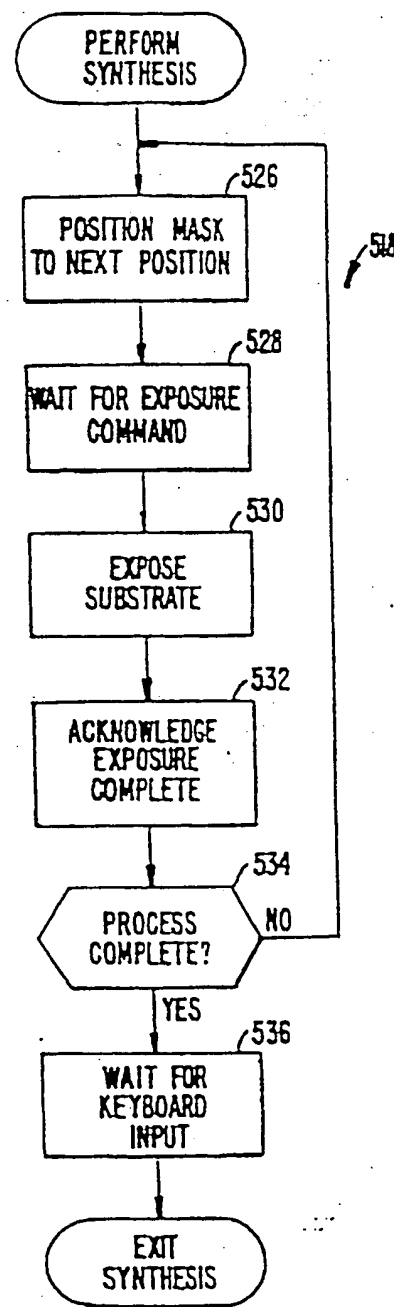 PERFORM
SYNTHESIS
526
POSITION MASK
TO NEXT POSITION
518
528
WAIT FOR EXPOSURE
COMMAND
530
EXPOSE
SUBSTRATE
532
ACKNOWLEDGE
EXPOSURE
COMPLETE
534
PROCESS
COMPLETE?
NO
YES
536
WAIT FOR
KEYBOARD
INPUT
EXIT
SYNTHESIS